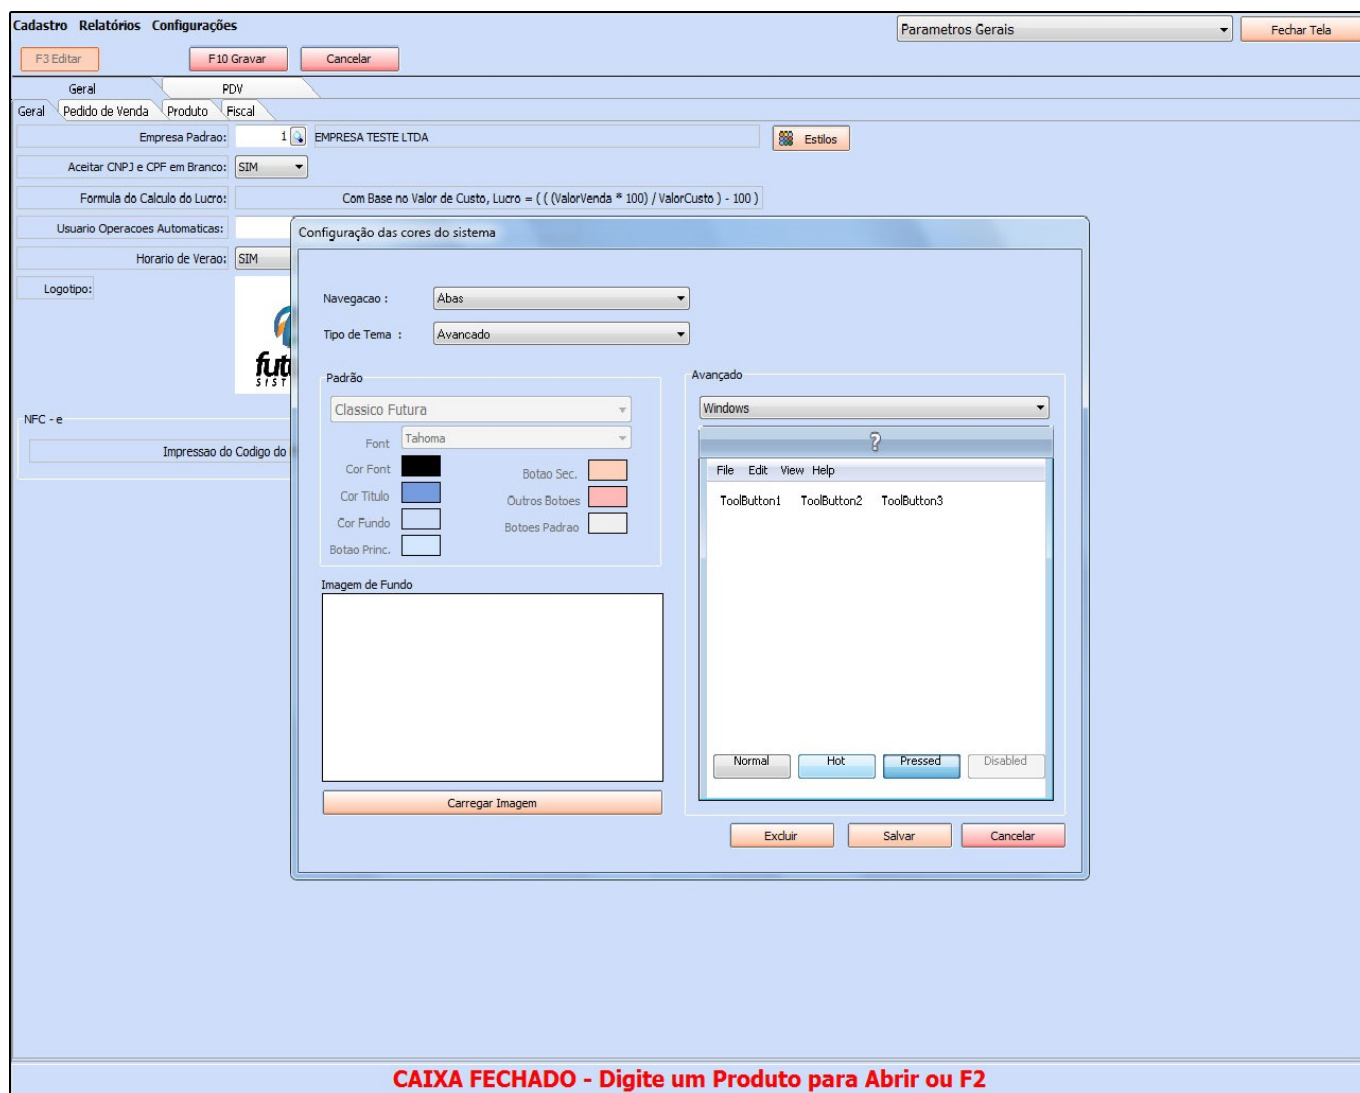 Cadastro Relatórios Configurações
Parametros Gerais
Fechar Tela
F3 Editar
F10 Gravar
Cancelar
Geral PDV
Geral Pedido de Venda Produto Fiscal
Empresa Padrao: 1 EMPRESA TESTE LTDA
Estilos
Aceitar CNPJ e CPF em Branco: SIM
Formula do Calculo do Lucro: Com Base no Valor de Custo, Lucro = ( ( (ValorVenda * 100) / ValorCusto ) - 100 )
Usuario Operacoes Automaticas:
Horario de Verao: SIM
Logotipo:
NFC - e
Impressao do Codigo do
Configuração das cores do sistema
Navegacao : Abas
Tipo de Tema : Avancado
Padrão
Classico Futura
Font Tahoma
Cor Font
Cor Titulo
Cor Fundo
Botao Princ.
Botao Sec.
Outros Botoes
Botoes Padrao
Imagem de Fundo
Carregar Imagem
Avançado
Windows
?
File Edit View Help
ToolButton1 ToolButton2 ToolButton3
Normal Hot Pressed Disabled
Excluir Salvar Cancelar
CAIXA FECHADO - Digite um Produto para Abrir ou F2